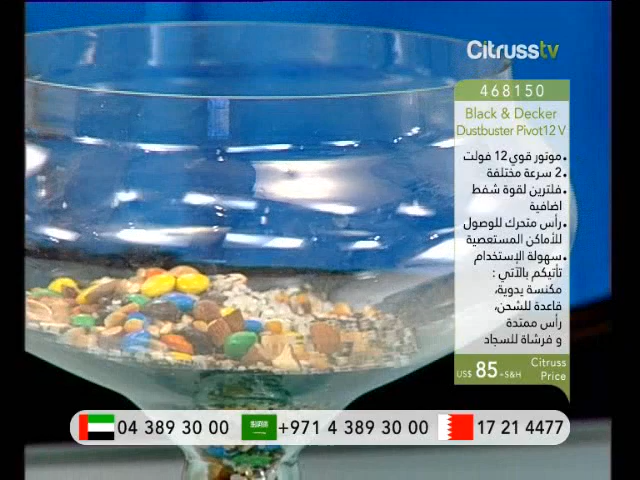 Citrusstv
468150
Black & Decker
Dustbuster Pivot12 V
•موتور قوي 12 فولت
•2 سرعة مختلفة
•فلترين لقوة شفط
اضافية
•رأس متحرك للوصول
للأماكن المستعصية
•سهولة الإستخدام
تأتيكم بالآتي :
مكنسة يدوية،
قاعدة للشحن،
رأس ممتدة
و فرشاة للسجاد
US$ 85 +S&H
Citruss
Price
04 389 30 00 +971 4 389 30 00 17 21 4477